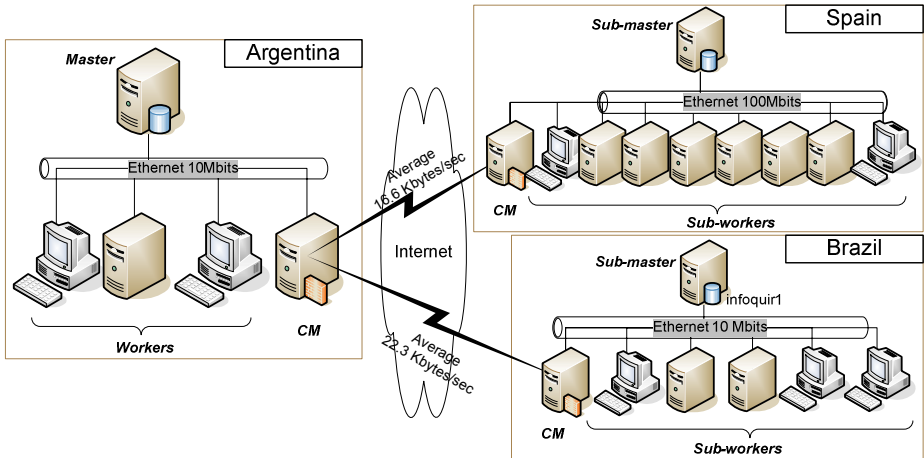 Argentina
Master
Ethernet 10Mbits
Workers
CM
Average
16.6 Kbytes/sec
Internet
Average
22.3 Kbytes/sec
Spain
Sub-master
Ethernet 100Mbits
CM
Sub-workers
Brazil
Sub-master
infoquir1
Ethernet 10 Mbits
CM
Sub-workers